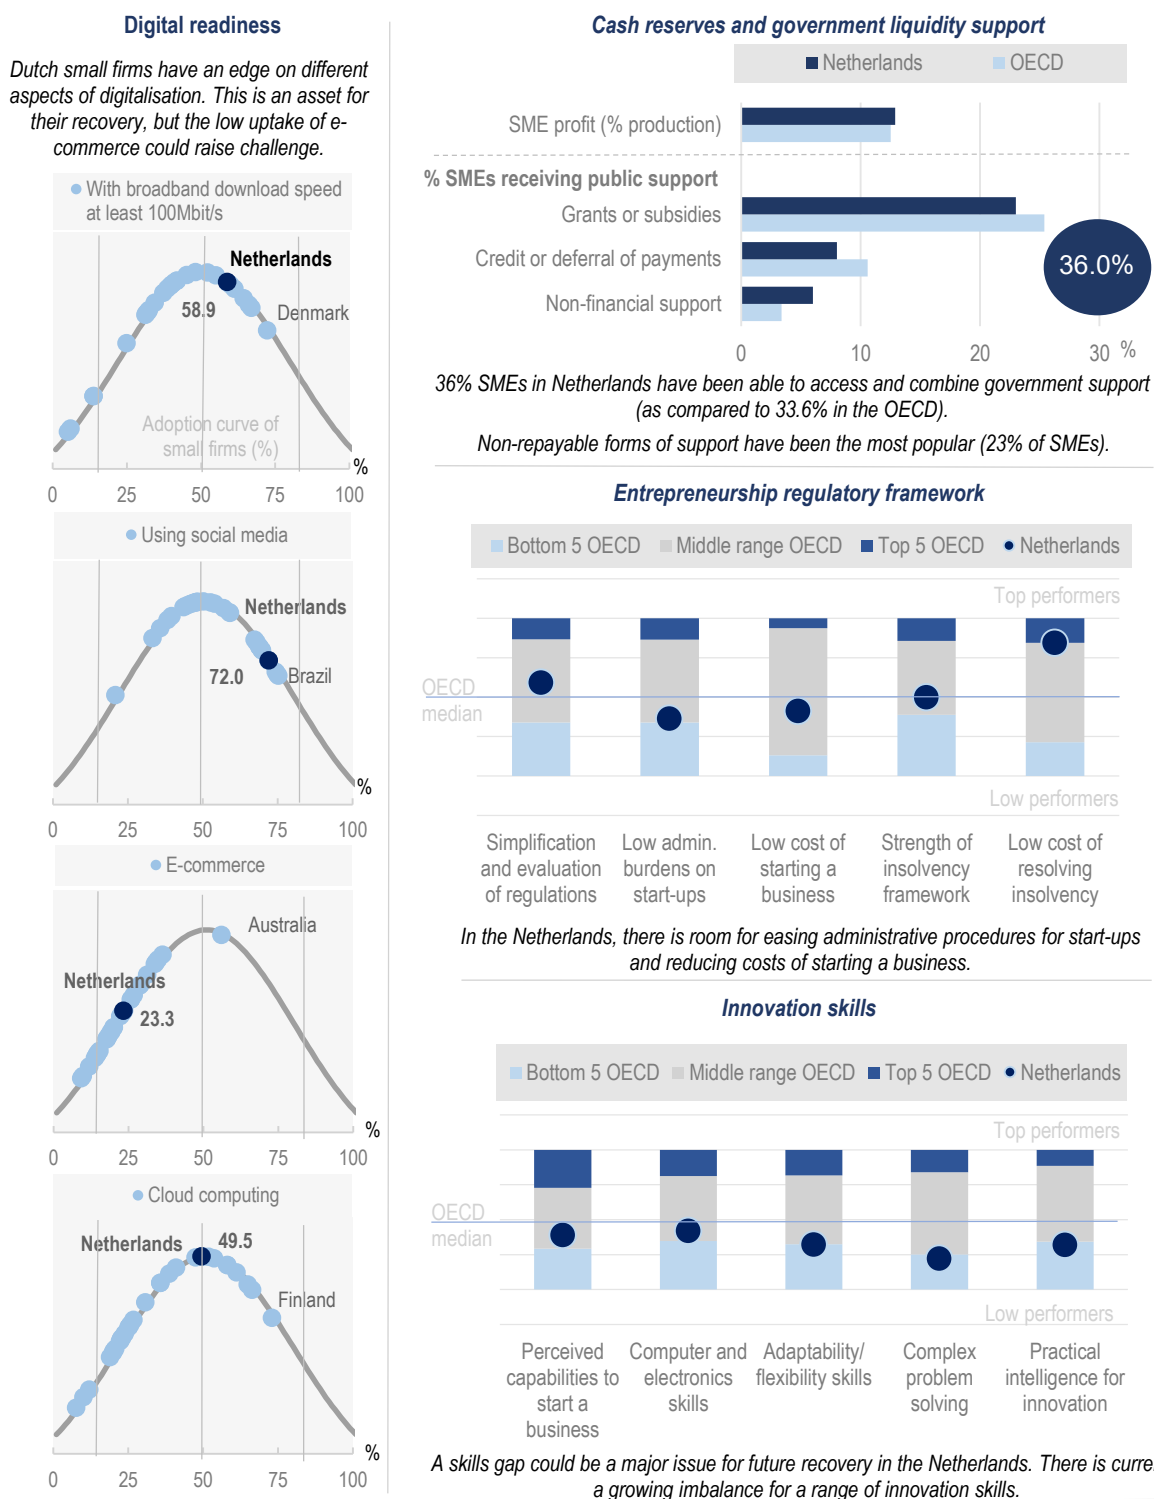 Digital readiness
Dutch small firms have an edge on different
aspects of digitalisation. This is an asset for
their recovery, but the low uptake of e-
commerce could raise challenge.
With broadband download speed
at least 100Mbit/s
Netherlands
58.9
Denmark
Adoption curve of
small firms (%)
%
0 25 50 75 100
Using social media
Netherlands
72.0
Brazil
%
0 25 50 75 100
E-commerce
Australia
Netherlands
23.3
%
0 25 50 75 100
Cloud computing
Netherlands 49.5
Finland
%
0 25 50 75 100
Cash reserves and government liquidity support
Netherlands OECD
SME profit (% production)
% SMEs receiving public support
Grants or subsidies
Credit or deferral of payments
36.0%
Non-financial support
0 10 20 30 %
36% SMEs in Netherlands have been able to access and combine government support
(as compared to 33.6% in the OECD).
Non-repayable forms of support have been the most popular (23% of SMEs).
Entrepreneurship regulatory framework
Bottom 5 OECD Middle range OECD Top 5 OECD Netherlands
Top performers
OECD
median
Low performers
Simplification
and evaluation
of regulations
Low admin.
burdens on
start-ups
Low cost of
starting a
business
Strength of
insolvency
framework
Low cost of
resolving
insolvency
In the Netherlands, there is room for easing administrative procedures for start-ups
and reducing costs of starting a business.
Innovation skills
Bottom 5 OECD Middle range OECD Top 5 OECD Netherlands
Top performers
OECD
median
Low performers
Perceived
capabilities to
start a
business
Computer and
electronics
skills
Adaptability/
flexibility skills
Complex
problem
solving
Practical
intelligence for
innovation
A skills gap could be a major issue for future recovery in the Netherlands. There is curre
a growing imbalance for a range of innovation skills.